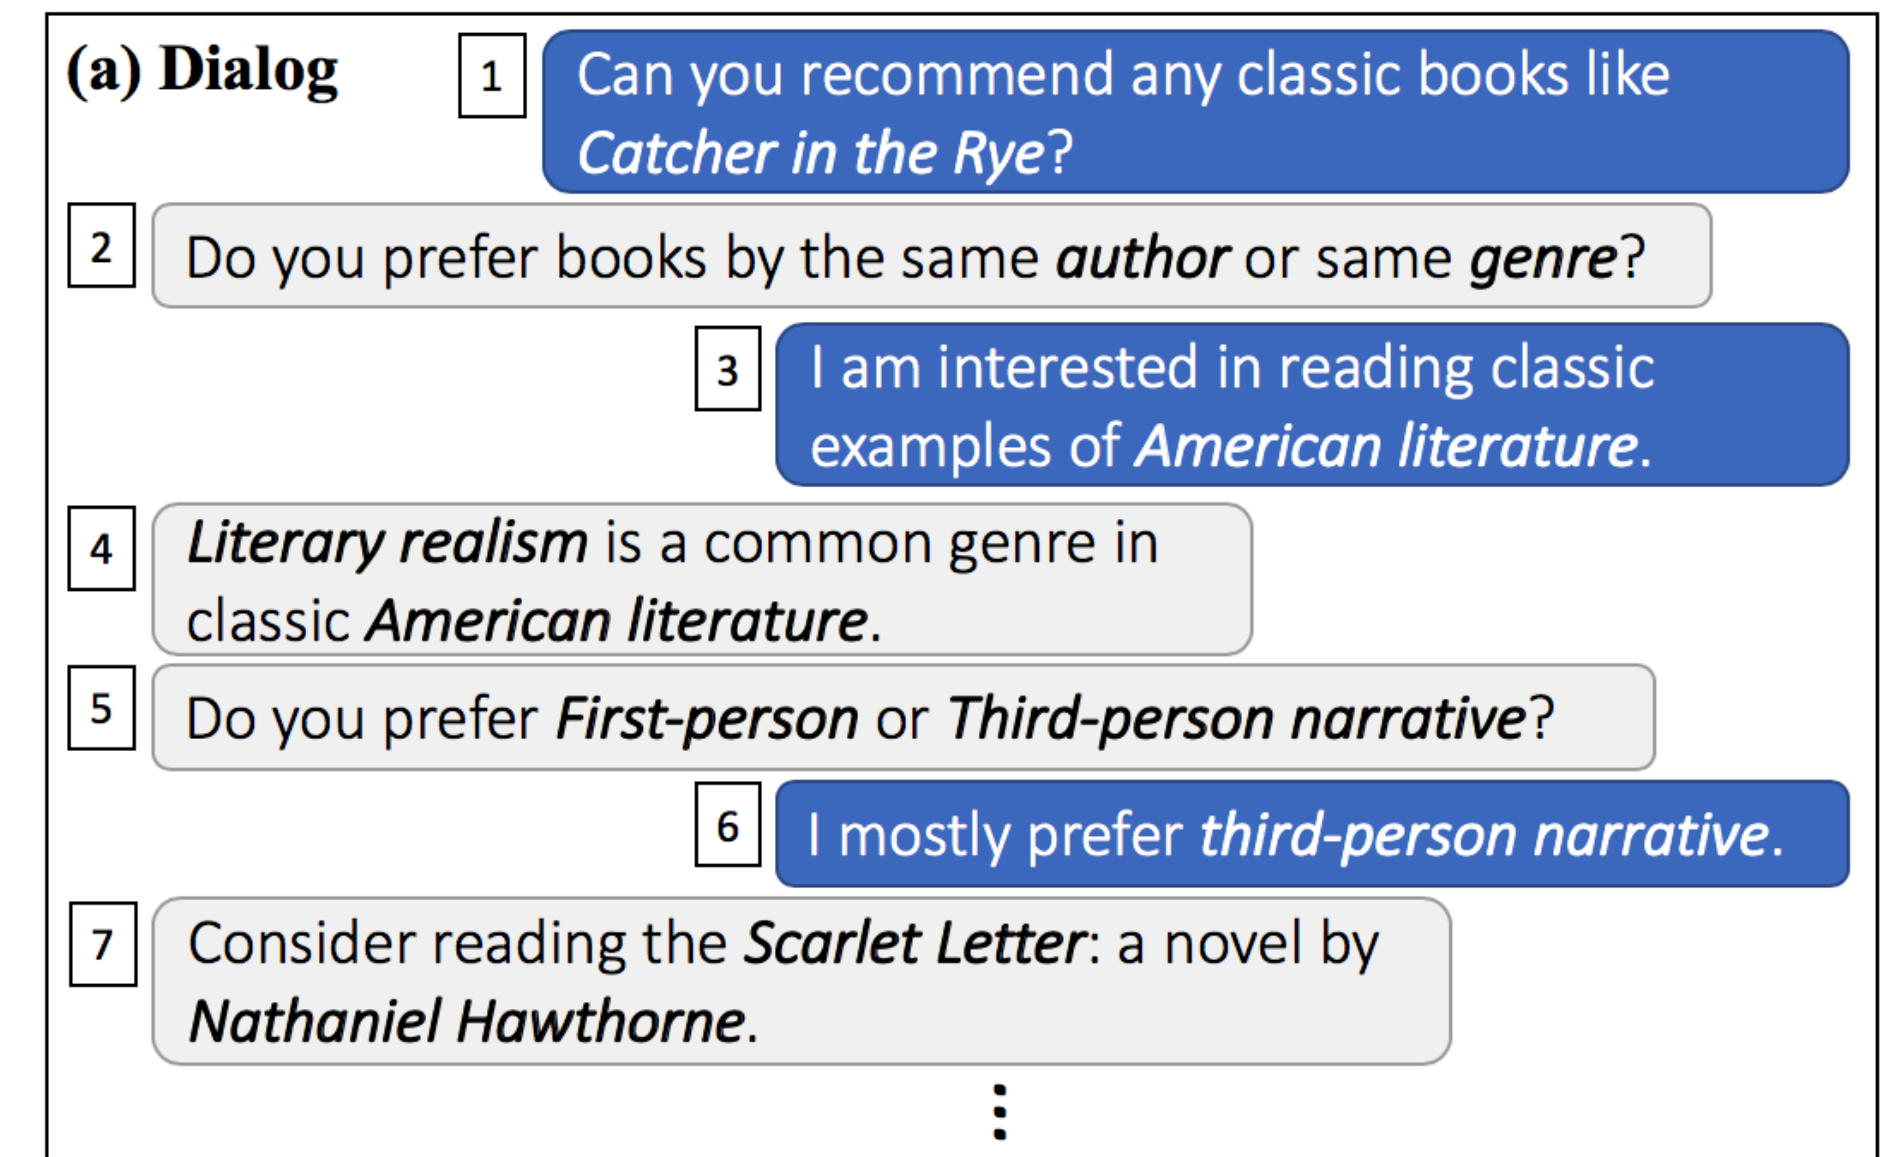 (a) Dialog
1
Can you recommend any classic books like
Catcher in the Rye?
2
Do you prefer books by the same author or same genre?
3
I am interested in reading classic
examples of American literature.
4
Literary realism is a common genre in
classic American literature.
5
Do you prefer First-person or Third-person narrative?
6
I mostly prefer third-person narrative.
7
Consider reading the Scarlet Letter: a novel by
Nathaniel Hawthorne.